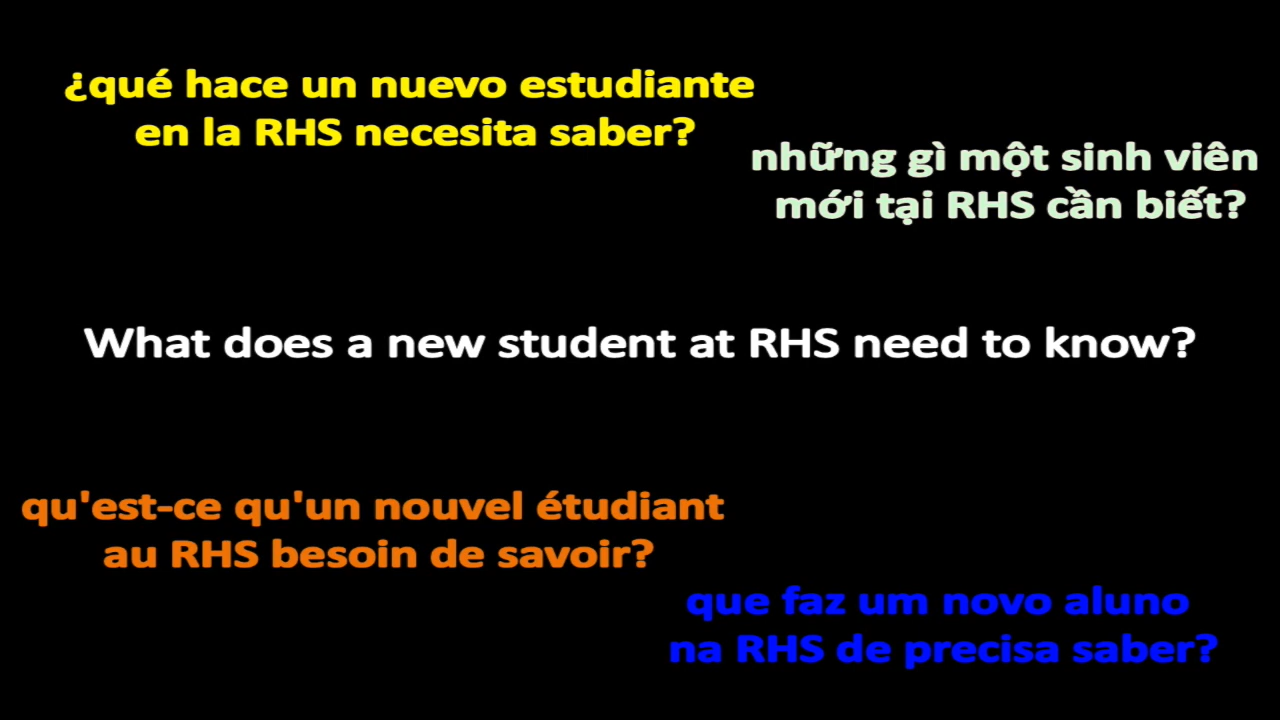 ¿qué hace un nuevo estudiante
en la RHS necesita saber?
những gì một sinh viên
mới tại RHS cần biết?
What does a new student at RHS need to know?
qu'est-ce qu'un nouvel étudiant
au RHS besoin de savoir?
que faz um novo aluno
na RHS de precisa saber?